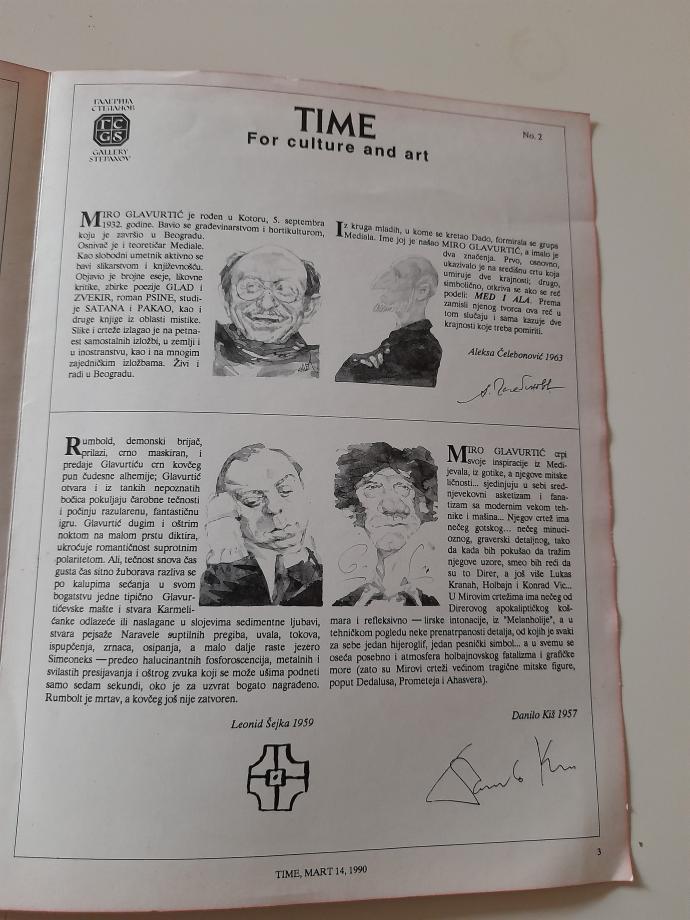 ГАЛЕРИЈА
СТЕПАНОВ
ГС
GS
GALLERY
STEPANOV
TIME
For culture and art
No. 2
MIRO GLAVURTIĆ je rođen u Kotoru, 5. septembra
1932. godine. Bavio se građevinarstvom i hortikulturom,
koju je završio u Beogradu.
Osnivač je i teoretičar Mediale.
Kao slobodni umetnik aktivno se
bavi slikarstvom i književnošću.
Objavio je brojne eseje, likovne
kritike, zbirke poezije GLAD i
ZVEKIR, roman PSINE, studi-
je SATANA i PAKAO, kao i
druge knjige iz oblasti mistike.
Slike i crteže izlagao je na petna-
est samostalnih izložbi, u zemlji i
u inostranstvu, kao i na mnogim
zajedničkim izložbama. Živi i
radi u Beogradu.
Iz kruga mladih, u kome se kretao Dado, formirala se grupa
Mediala. Ime joj je našao MIRO GLAVURTIĆ, a imalo je
dva značenja. Prvo, osnovno,
ukazivalo je na središnu crtu koja
umiruje dve krajnosti; drugo,
simbolično, otkriva se ako se reč
podeli: MED I ALA. Prema
zamisli njenog tvorca ova reč u
tom slučaju i sama kazuje dve
krajnosti koje treba pomiriti.
Aleksa Čelebonović 1963
Rumbold, demonski brijač,
prilazi, crno maskiran, i
predaje Glavurtiću crn kovčeg
pun čudesne alhemije; Glavurtić
otvara i iz tankih nepoznatih
bočica pokuljaju čarobne tečnosti
i počinju razularenu, fantastičnu
igru. Glavurtić dugim i oštrim
noktom na malom prstu diktira,
ukroćuje romantičnost suprotnim
polaritetom. Ali, tečnost snova čas
gusta čas sitno žuborava razliva se
po kalupima sećanja u svom
bogatstvu jedne tipično Glavur-
tićevske mašte i stvara Karmeli-
ćanke odlazeće ili naslagane u slojevima sedimentne ljubavi,
stvara pejsaže Naravele suptilnih pregiba, uvala, tokova,
ispupčenja, zrnaca, osipanja, a malo dalje raste jezero
Simeoneks — predeo halucinantnih fosforoscencija, metalnih i
svilastih presijavanja i oštrog zvuka koji se može ušima podneti
samo sedam sekundi, oko je za uzvrat bogato nagrađeno.
Rumbolt je mrtav, a kovčeg još nije zatvoren.
Leonid Šejka 1959
MIRO GLAVURTIĆ crpi
svoje inspiracije iz Medi-
jevala, iz gotike, a njegove mitske
ličnosti... sjedinjuju u sebi sred-
njevekovni asketizam i fana-
tizam sa modernim vekom teh-
nike i mašina... Njegov crtež ima
nečeg gotskog... nečeg minuci-
oznog, graverski detaljnog, tako
da kada bih pokušao da tražim
njegove uzore, smeo bih reći da
su to Direr, a još više Lukas
Kranah, Holbajn i Konrad Vic...
U Mirovim crtežima ima nečeg od
Direrovog apokaliptičkog koš-
mara i refleksivno — lirske intonacije, iz "Melanholije", a u
tehničkom pogledu neke prenatrpanosti detalja, od kojih je svaki
za sebe jedan hijeroglif, jedan pesnički simbol... a u svemu se
oseća posebno i atmosfera holbajnovskog fatalizma i grafičke
more (zato su Mirovi crteži većinom tragične mitske figure,
poput Dedalusa, Prometeja i Ahasvera).
Danilo Kiš 1957
TIME, MART 14, 1990
3